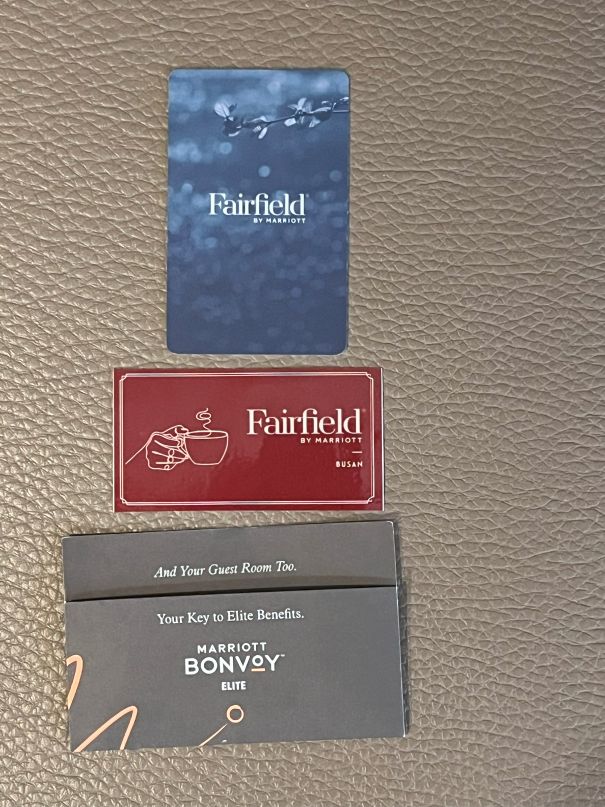 Fairfield
BY MARRIOTT
Fairfield
BY MARRIOTT
BUSAN
And Your Guest Room Too.
Your Key to Elite Benefits.
MARRIOTT
BONVOY™
ELITE